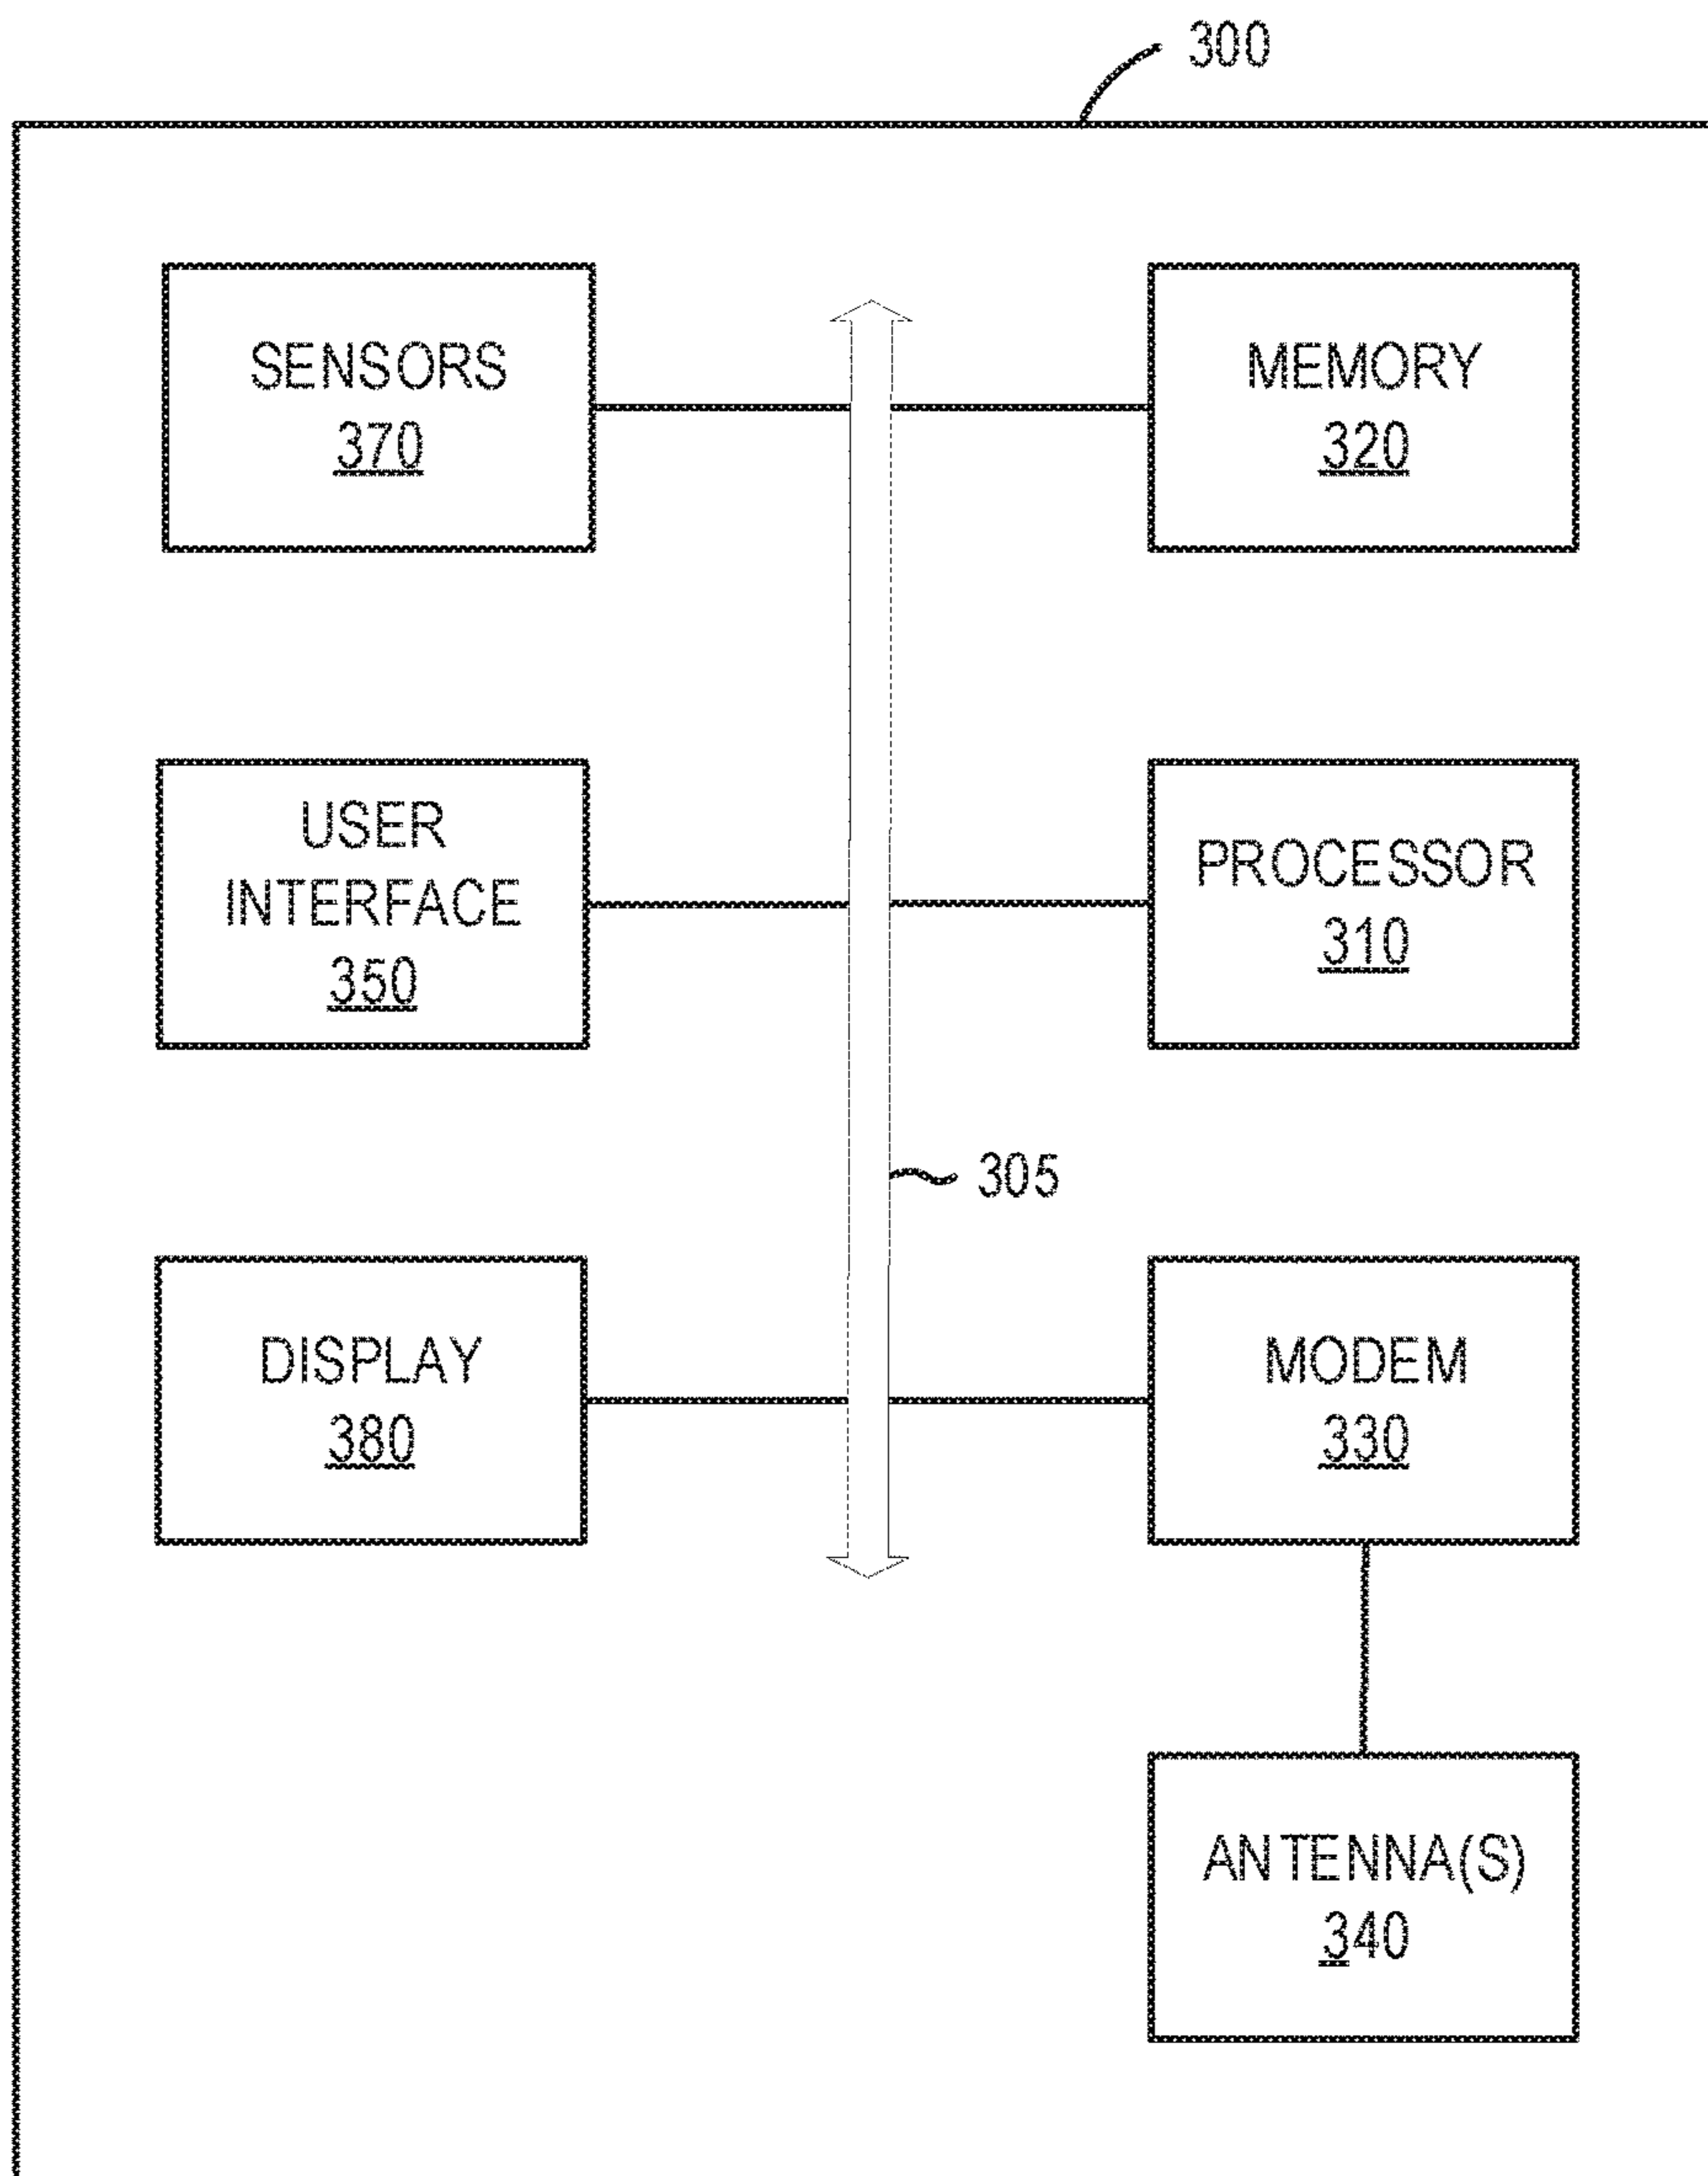 300
SENSORS
370
MEMORY
320
USER
INTERFACE
350
PROCESSOR
310
305
DISPLAY
380
MODEM
330
ANTENNA(S)
340